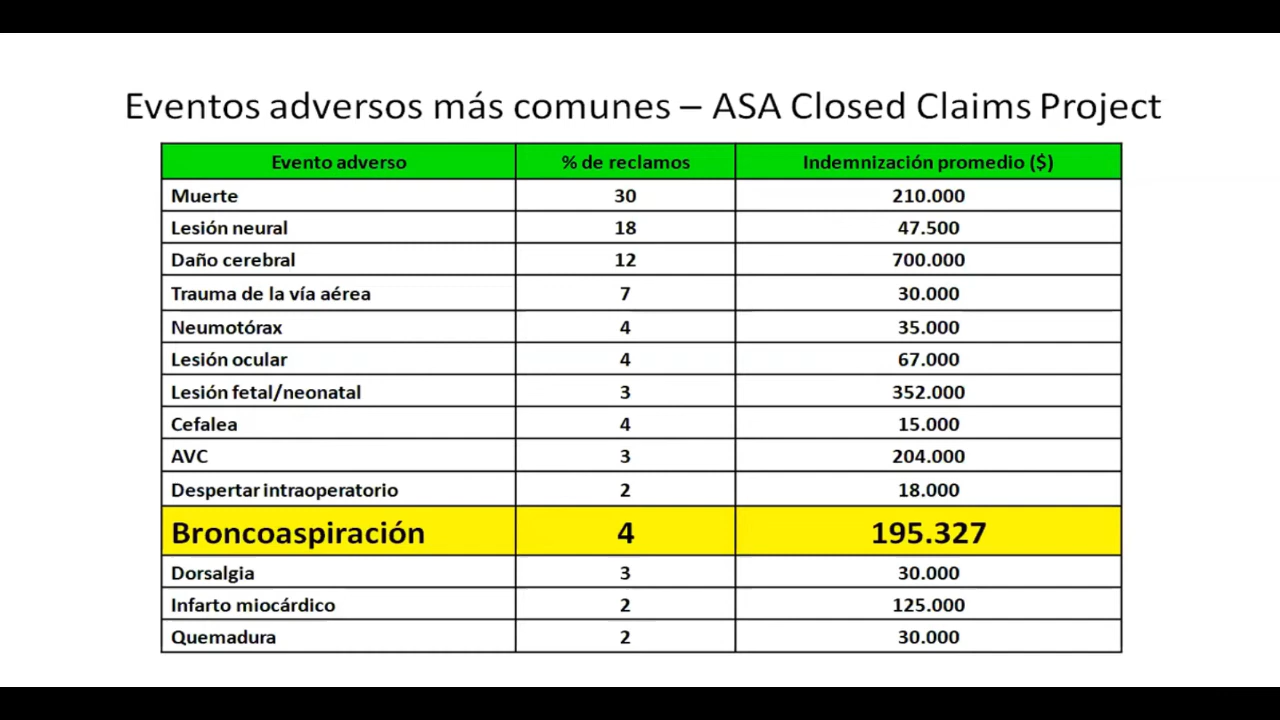 Eventos adversos más comunes – ASA Closed Claims Project
Evento adverso % de reclamos Indemnización promedio ($)
Muerte 30 210.000
Lesión neural 18 47.500
Daño cerebral 12 700.000
Trauma de la vía aérea 7 30.000
Neumotórax 4 35.000
Lesión ocular 4 67.000
Lesión fetal/neonatal 3 352.000
Cefalea 4 15.000
AVC 3 204.000
Despertar intraoperatorio 2 18.000
Broncoaspiración 4 195.327
Dorsalgia 3 30.000
Infarto miocárdico 2 125.000
Quemadura 2 30.000